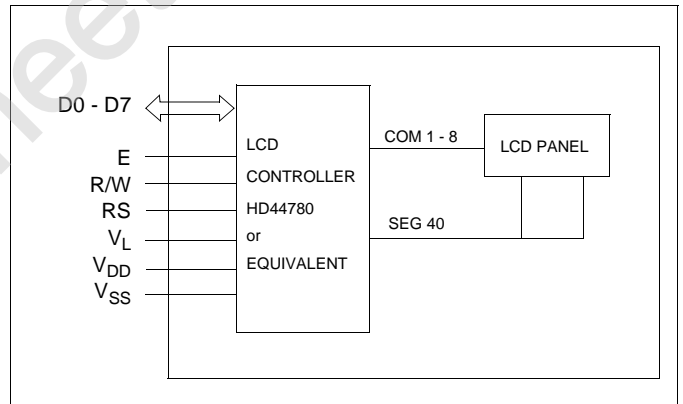 D0 - D7
E
R/W
RS
VL
VDD
VSS
LCD
CONTROLLER
HD44780
or
EQUIVALENT
COM 1 - 8
SEG 40
LCD PANEL